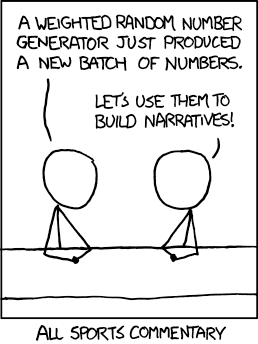 A WEIGHTED RANDOM NUMBER
GENERATOR JUST PRODUCED
A NEW BATCH OF NUMBERS.
LET'S USE THEM TO
BUILD NARRATIVES!
ALL SPORTS COMMENTARY